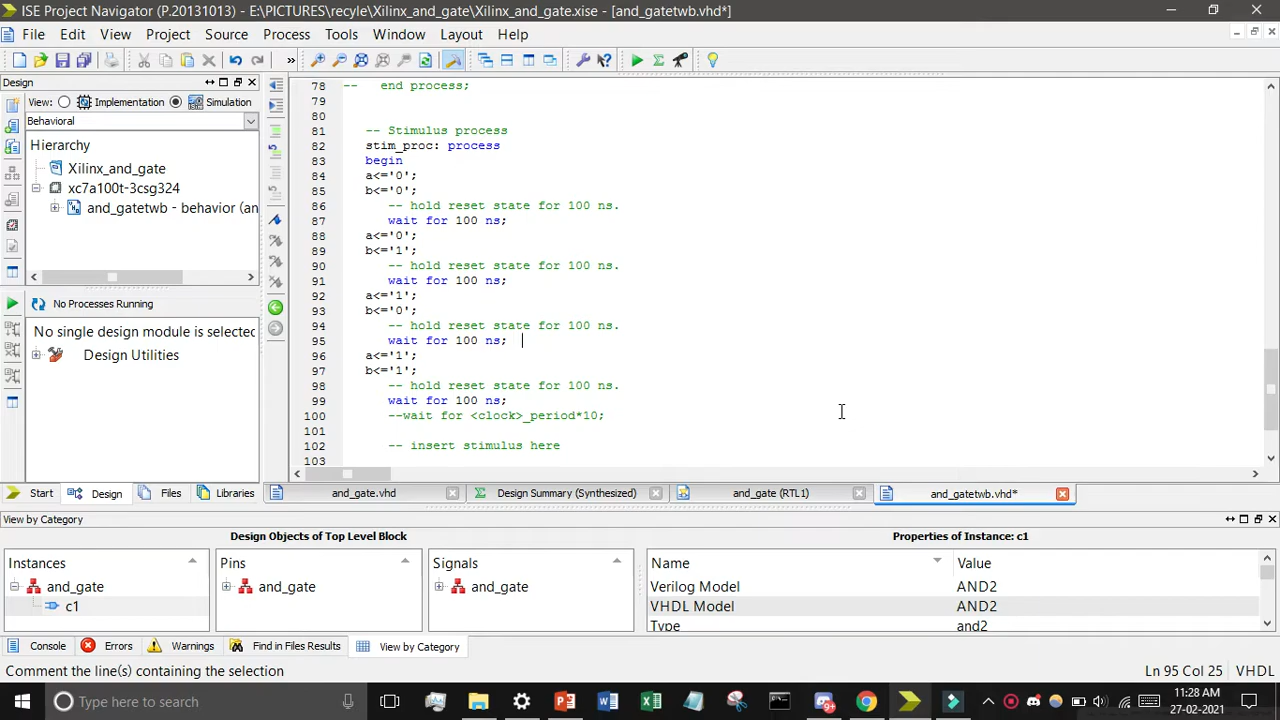 ISE Project Navigator (P.20131013) - E:\PICTURES\recyle\Xilinx_and_gate\Xilinx_and_gate.xise - [and_gatetwb.vhd*]
File Edit View Project Source Process Tools Window Layout Help
»
Design
View: Implementation Simulation
Behavioral
Hierarchy
Xilinx_and_gate
xc7a100t-3csg324
and_gatetwb - behavior (an
No Processes Running
No single design module is selected
Design Utilities
Start Design Files Libraries
78 -- end process;
79
80
81 -- Stimulus process
82 stim_proc: process
83 begin
84 a<='0';
85 b<='0';
86 -- hold reset state for 100 ns.
87 wait for 100 ns;
88 a<='0';
89 b<='1';
90 -- hold reset state for 100 ns.
91 wait for 100 ns;
92 a<='1';
93 b<='0';
94 -- hold reset state for 100 ns.
95 wait for 100 ns;
96 a<='1';
97 b<='1';
98 -- hold reset state for 100 ns.
99 wait for 100 ns;
100 --wait for <clock>_period*10;
101
102 -- insert stimulus here
103
and_gate.vhd Design Summary (Synthesized) and_gate (RTL1) and_gatetwb.vhd*
View by Category
Design Objects of Top Level Block
Properties of Instance: c1
Instances
and_gate
c1
Pins
and_gate
Signals
and_gate
Name Value
Verilog Model AND2
VHDL Model AND2
Type and2
Console Errors Warnings Find in Files Results View by Category
Comment the line(s) containing the selection
Ln 95 Col 25 VHDL
Type here to search
11:28 AM
27-02-2021